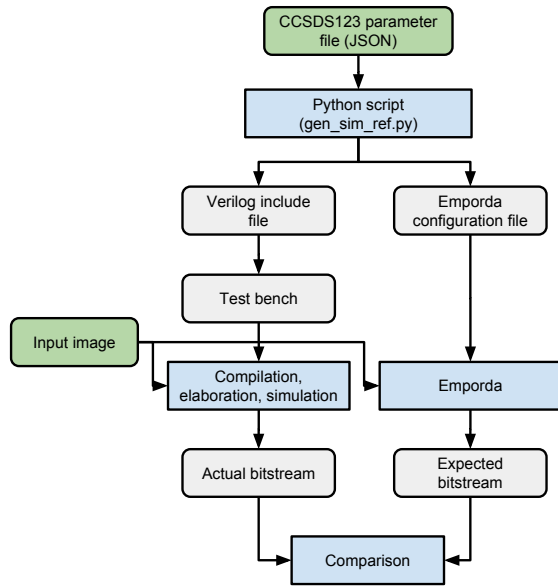 CCSDS123 parameter
file (JSON)
Python script
(gen_sim_ref.py)
Verilog include
file
Emporda
configuration file
Test bench
Input image
Compilation,
elaboration, simulation
Emporda
Actual bitstream
Expected
bitstream
Comparison